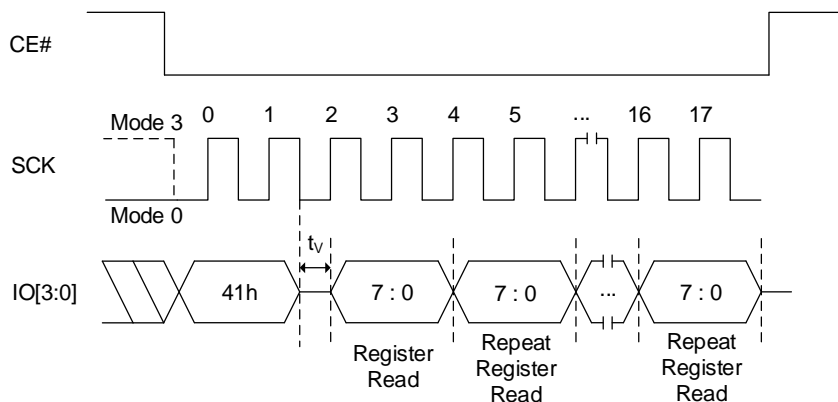 CE#
0 1 2 3 4 5 ... 16 17
Mode 3
SCK
Mode 0
tV
IO[3:0]
41h 7 : 0 7 : 0 ... 7 : 0
Register
Read
Repeat
Register
Read
Repeat
Register
Read